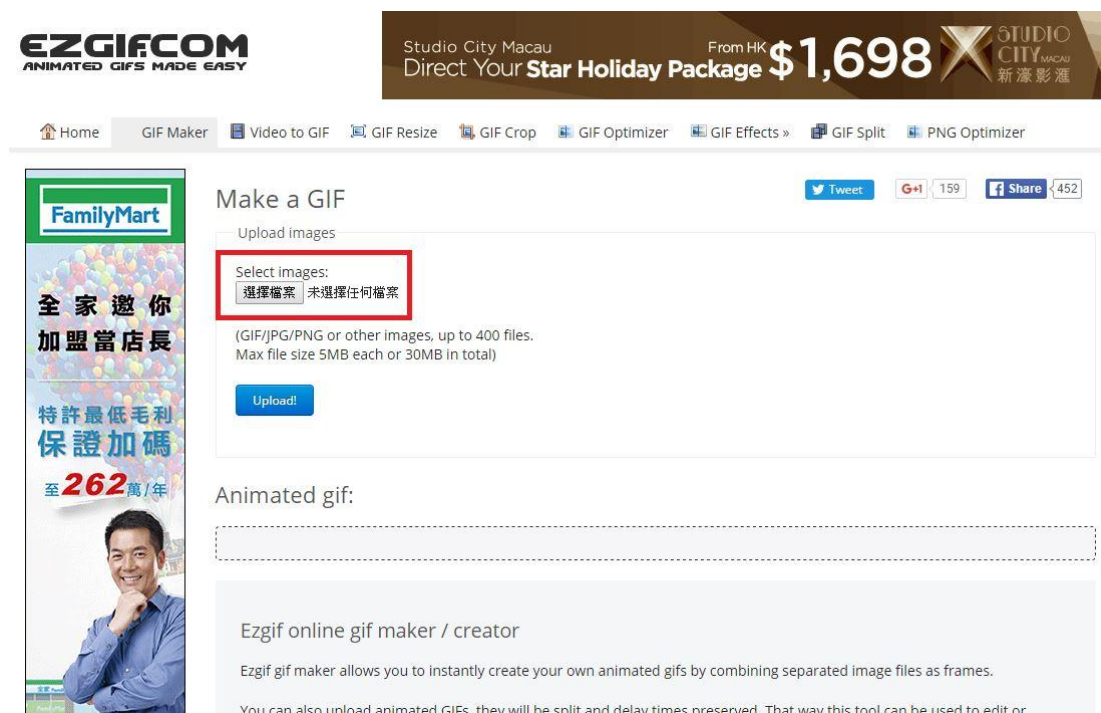 EZGIF.COM
ANIMATED GIFS MADE EASY
Studio City Macau
Direct Your Star Holiday Package
From HK $1,698
STUDIO
CITY MACAU
新濠影滙
Home GIF Maker Video to GIF GIF Resize GIF Crop GIF Optimizer GIF Effects » GIF Split PNG Optimizer
FamilyMart
全家邀你
加盟當店長
特許最低毛利
保證加碼
至262萬/年
Make a GIF
Tweet G+1 159 Share 452
Upload images
Select images:
選擇檔案 未選擇任何檔案
(GIF/JPG/PNG or other images, up to 400 files.
Max file size 5MB each or 30MB in total)
Upload!
Animated gif:
Ezgif online gif maker / creator
Ezgif gif maker allows you to instantly create your own animated gifs by combining separated image files as frames.
You can also upload animated GIFs, they will be split and delay times preserved. That way this tool can be used to edit or